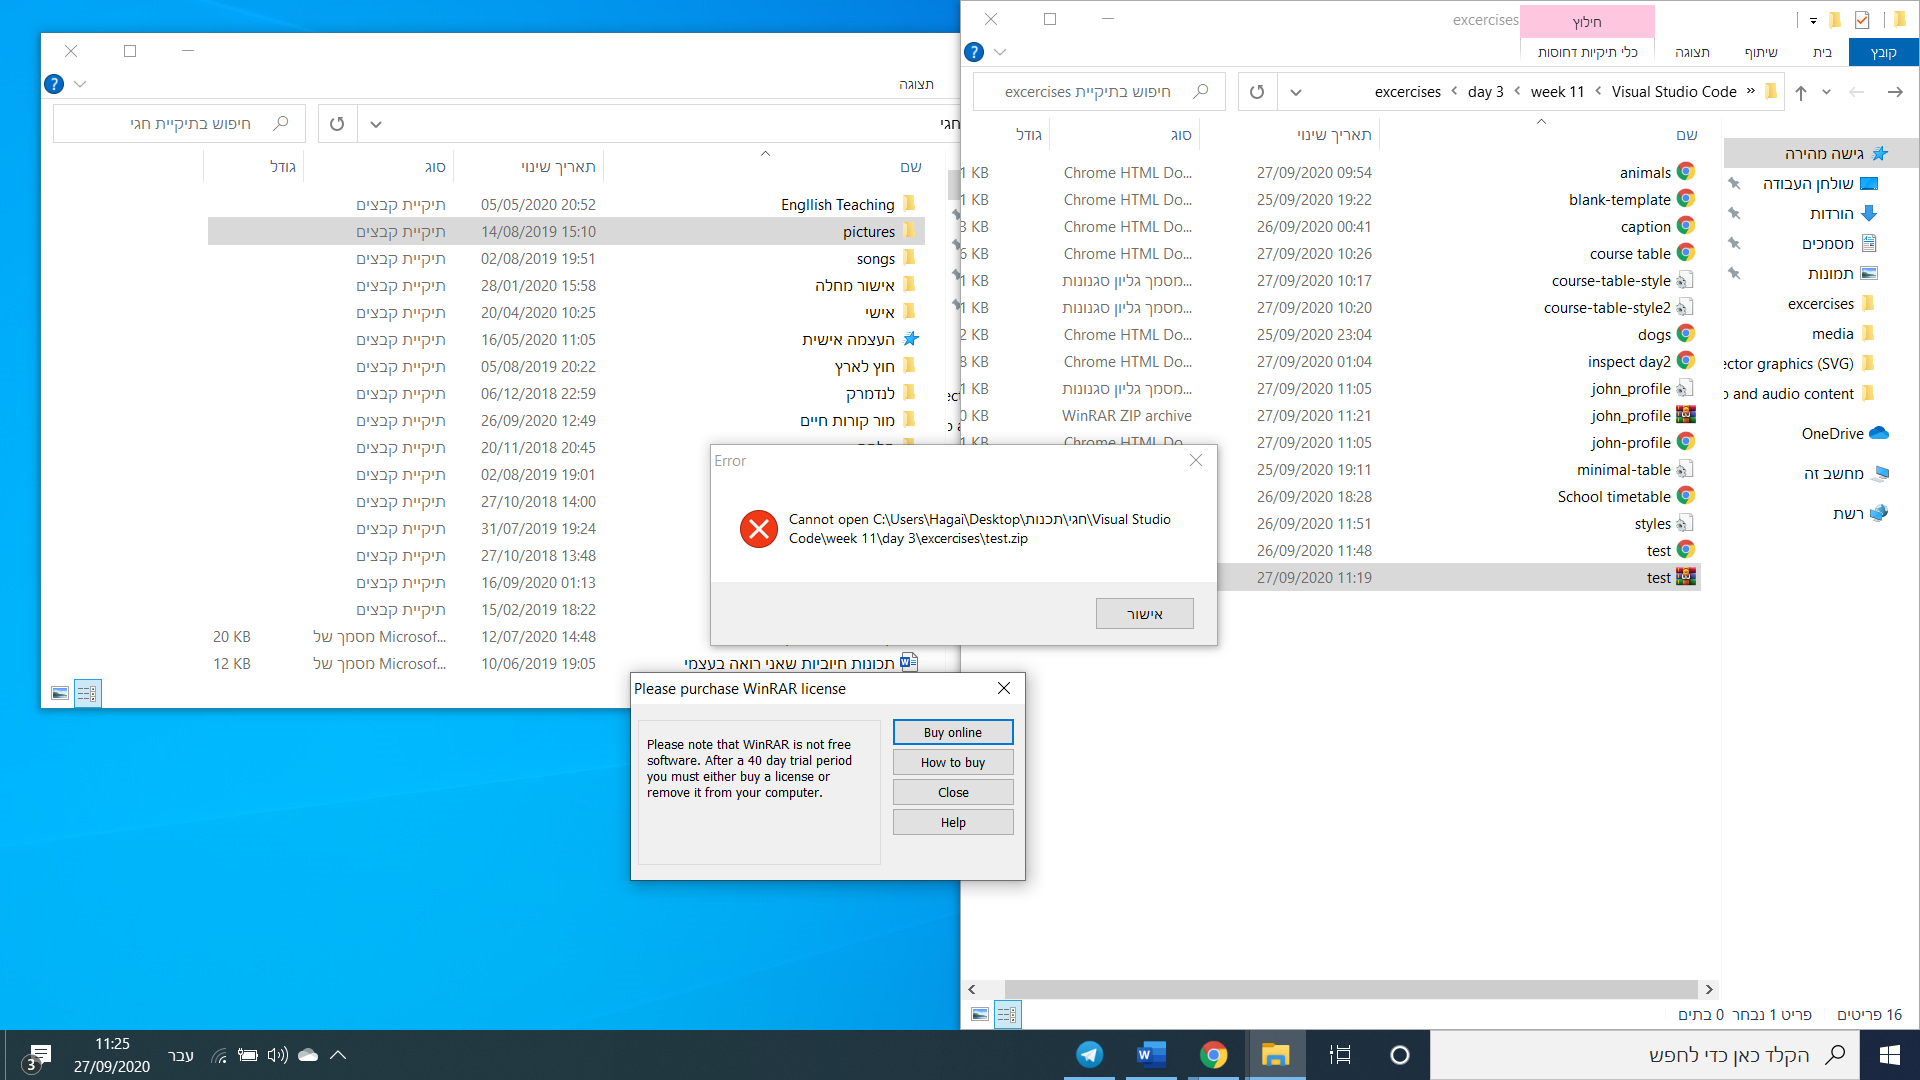 תצוגה
חיפוש בתיקיית חגי
חגי
שם
תאריך שינוי
סוג
גודל
Engllish Teaching 05/05/2020 20:52 תיקיית קבצים
pictures 14/08/2019 15:10 תיקיית קבצים
songs 02/08/2019 19:51 תיקיית קבצים
אישור מחלה 28/01/2020 15:58 תיקיית קבצים
אישי 20/04/2020 10:25 תיקיית קבצים
העצמה אישית 16/05/2020 11:05 תיקיית קבצים
חוץ לארץ 05/08/2019 20:22 תיקיית קבצים
לנדמרק 06/12/2018 22:59 תיקיית קבצים
מור קורות חיים 26/09/2020 12:49 תיקיית קבצים
20/11/2018 20:45 תיקיית קבצים
02/08/2019 19:01 תיקיית קבצים
27/10/2018 14:00 תיקיית קבצים
31/07/2019 19:24 תיקיית קבצים
27/10/2018 13:48 תיקיית קבצים
16/09/2020 01:13 תיקיית קבצים
15/02/2019 18:22 תיקיית קבצים
12/07/2020 14:48 מסמך של Microsof... 20 KB
תכונות חיוביות שאני רואה בעצמי 10/06/2019 19:05 מסמך של Microsof... 12 KB
excercises
חילוץ
קובץ
בית
שיתוף
תצוגה
כלי תיקיות דחוסות
Visual Studio Code
week 11
day 3
excercises
חיפוש בתיקיית excercises
שם
תאריך שינוי
סוג
גודל
animals 27/09/2020 09:54 Chrome HTML Do... 1 KB
blank-template 25/09/2020 19:22 Chrome HTML Do... 1 KB
caption 26/09/2020 00:41 Chrome HTML Do... 3 KB
course table 27/09/2020 10:26 Chrome HTML Do... 6 KB
course-table-style 27/09/2020 10:17 מסמך גליון סגנונות... 1 KB
course-table-style2 27/09/2020 10:20 מסמך גליון סגנונות... 1 KB
dogs 25/09/2020 23:04 Chrome HTML Do... 2 KB
inspect day2 27/09/2020 01:04 Chrome HTML Do... 8 KB
john_profile 27/09/2020 11:05 מסמך גליון סגנונות... 1 KB
john_profile 27/09/2020 11:21 WinRAR ZIP archive 0 KB
john-profile 27/09/2020 11:05 Chrome HTML Do... 1 KB
minimal-table 25/09/2020 19:11
School timetable 26/09/2020 18:28
styles 26/09/2020 11:51
test 26/09/2020 11:48
test 27/09/2020 11:19
גישה מהירה
שולחן העבודה
הורדות
מסמכים
תמונות
excercises
media
ector graphics (SVG)
and audio content
OneDrive
מחשב זה
רשת
16 פריטים
פריט 1 נבחר
0 בתים
Error
Cannot open C:\Users\Hagai\Desktop\חגי\תכנות\Visual Studio
Code\week 11\day 3\excercises\test.zip
אישור
Please purchase WinRAR license
Please note that WinRAR is not free
software. After a 40 day trial period
you must either buy a license or
remove it from your computer.
Buy online
How to buy
Close
Help
הקלד כאן כדי לחפש
עבר
11:25
27/09/2020
3